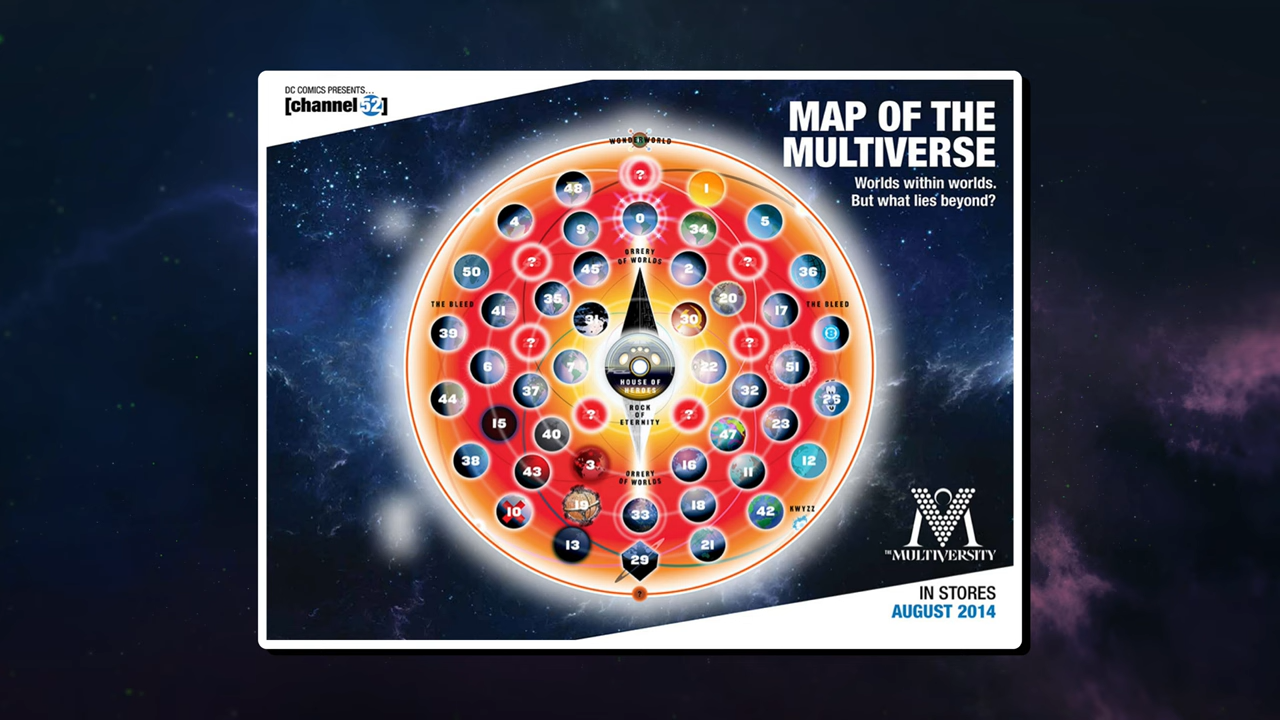 DC COMICS PRESENTS...
[channel 52]
MAP OF THE
MULTIVERSE
Worlds within worlds.
But what lies beyond?
WONDERWORLD
?
48
1
4
9
0
34
5
ORRERY
OF WORLDS
50
?
45
2
?
36
THE BLEED
41
35
20
17
THE BLEED
39
31
30
8
?
?
6
7
22
51
HOUSE OF
HEROES
44
37
32
26
?
ROCK
OF
ETERNITY
?
15
40
47
23
38
43
3
ORRERY
OF WORLDS
16
11
12
10
19
33
18
42
KWYZZ
13
29
21
?
THE MULTIVERSITY
IN STORES
AUGUST 2014